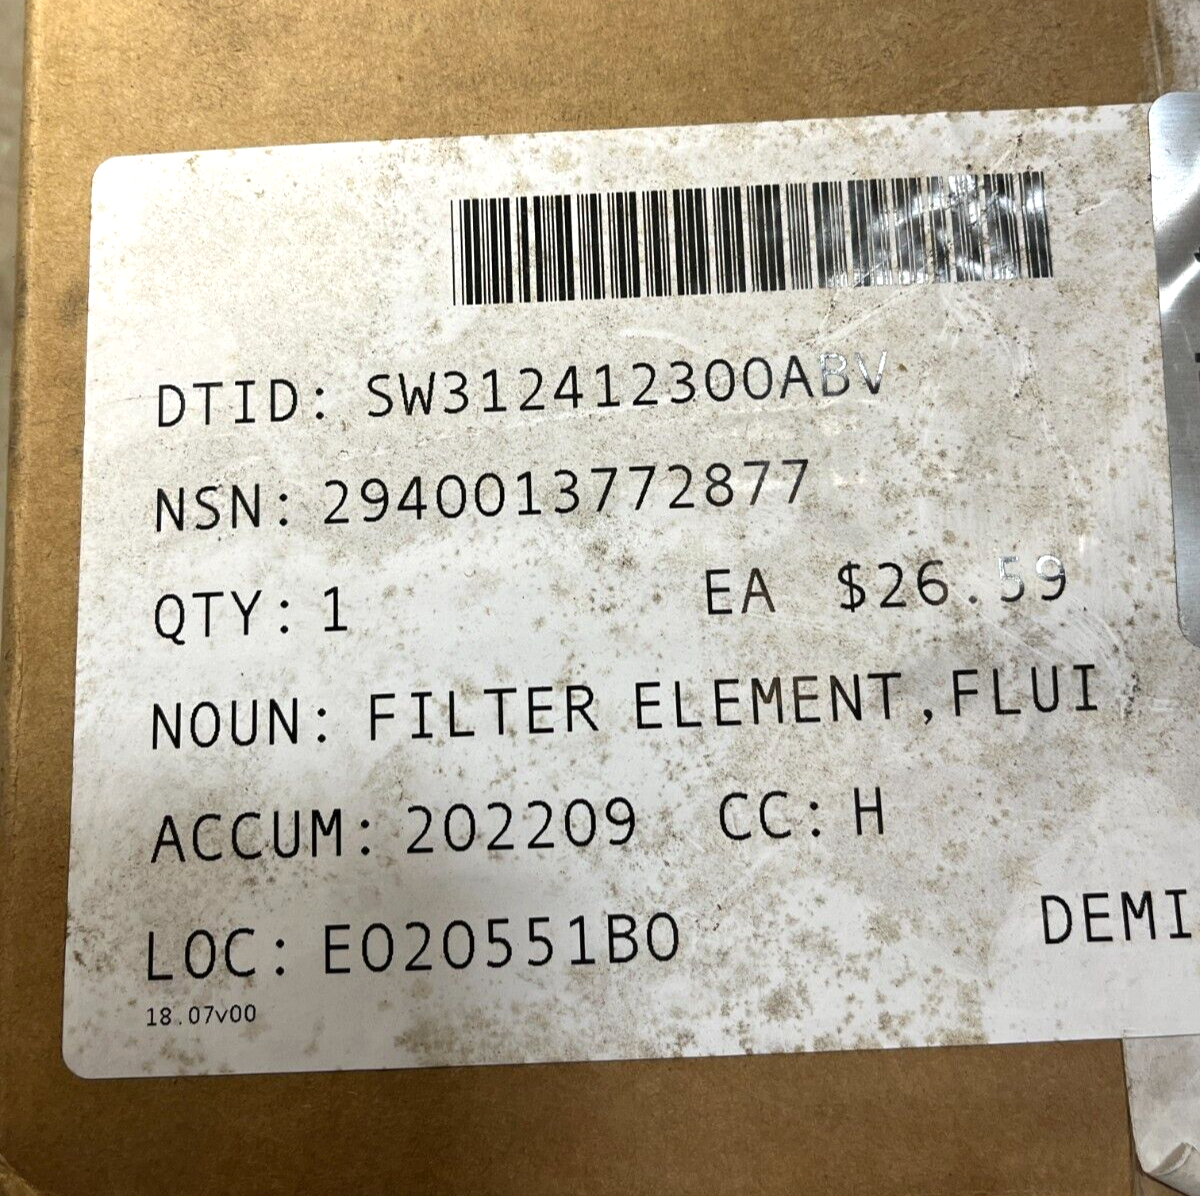 DTID: SW312412300ABV
NSN: 2940013772877
QTY: 1 EA $26.59
NOUN: FILTER ELEMENT,FLUI
ACCUM: 202209 CC: H
LOC: E020551B0 DEMI
18.07v00